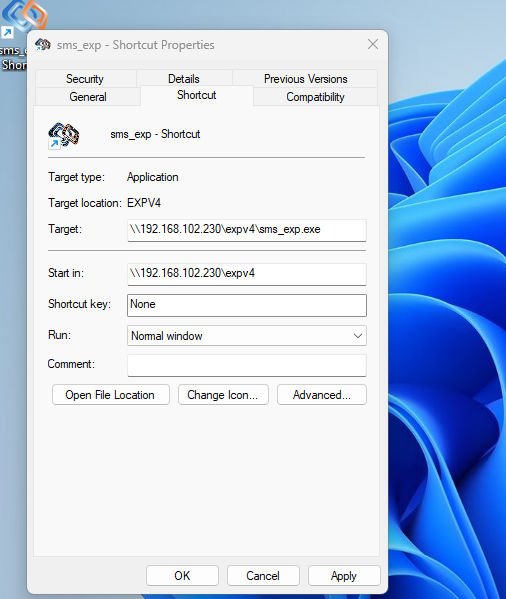 sms_exp - Shortcut Properties
sms_e
Shor
Security Details Previous Versions
General Shortcut Compatibility
sms_exp - Shortcut
Target type: Application
Target location: EXPV4
Target: \\192.168.102.230\expv4\sms_exp.exe
Start in: \\192.168.102.230\expv4
Shortcut key: None
Run: Normal window
Comment:
Open File Location Change Icon... Advanced...
OK Cancel Apply